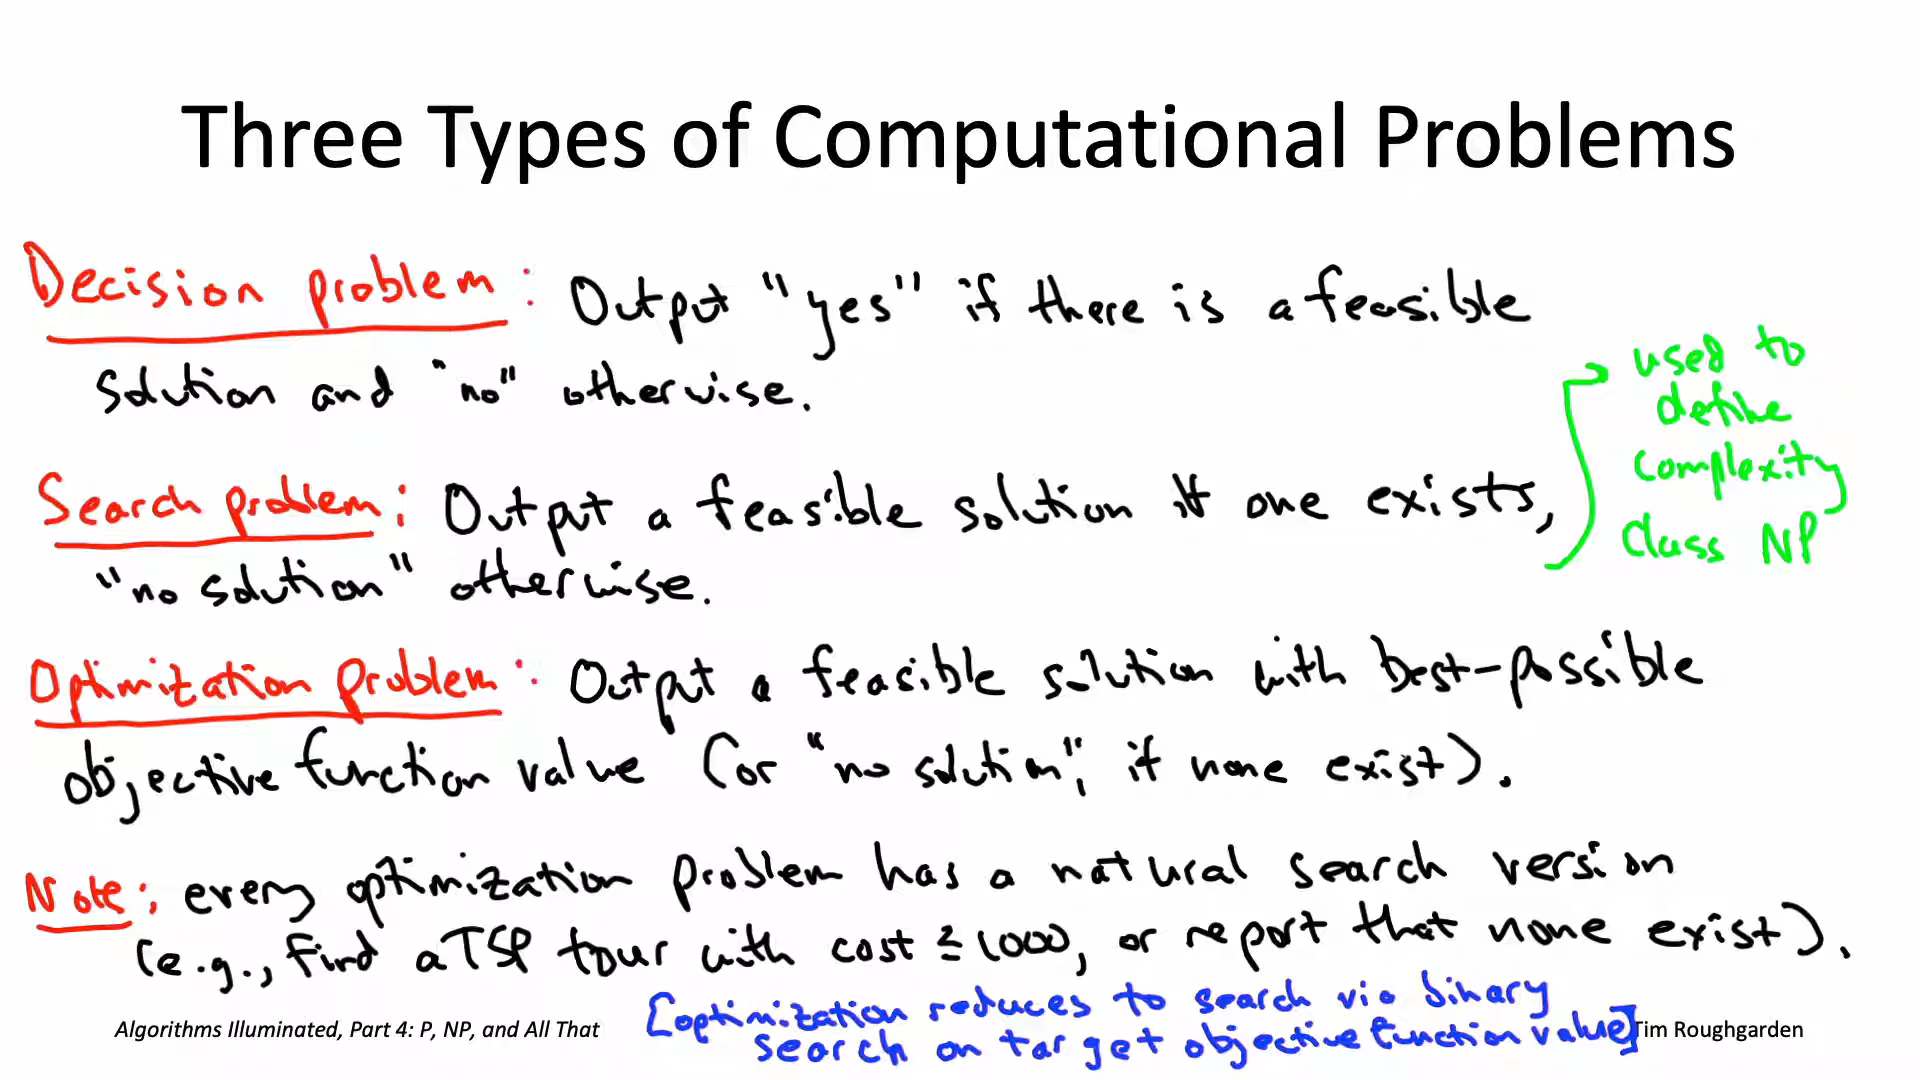 Three Types of Computational Problems
Decision problem: Output "yes" if there is a feasible
solution and "no" otherwise.
used to
define
complexity
class NP
Search problem: Output a feasible solution if one exists,
"no solution" otherwise.
Optimization problem: Output a feasible solution with best-possible
objective function value (or "no solution", if none exist).
Note: every optimization problem has a natural search version
(e.g., find a TSP tour with cost ≤ 1000, or report that none exist).
[optimization reduces to search via binary
search on target objective function value]
Algorithms Illuminated, Part 4: P, NP, and All That
Tim Roughgarden